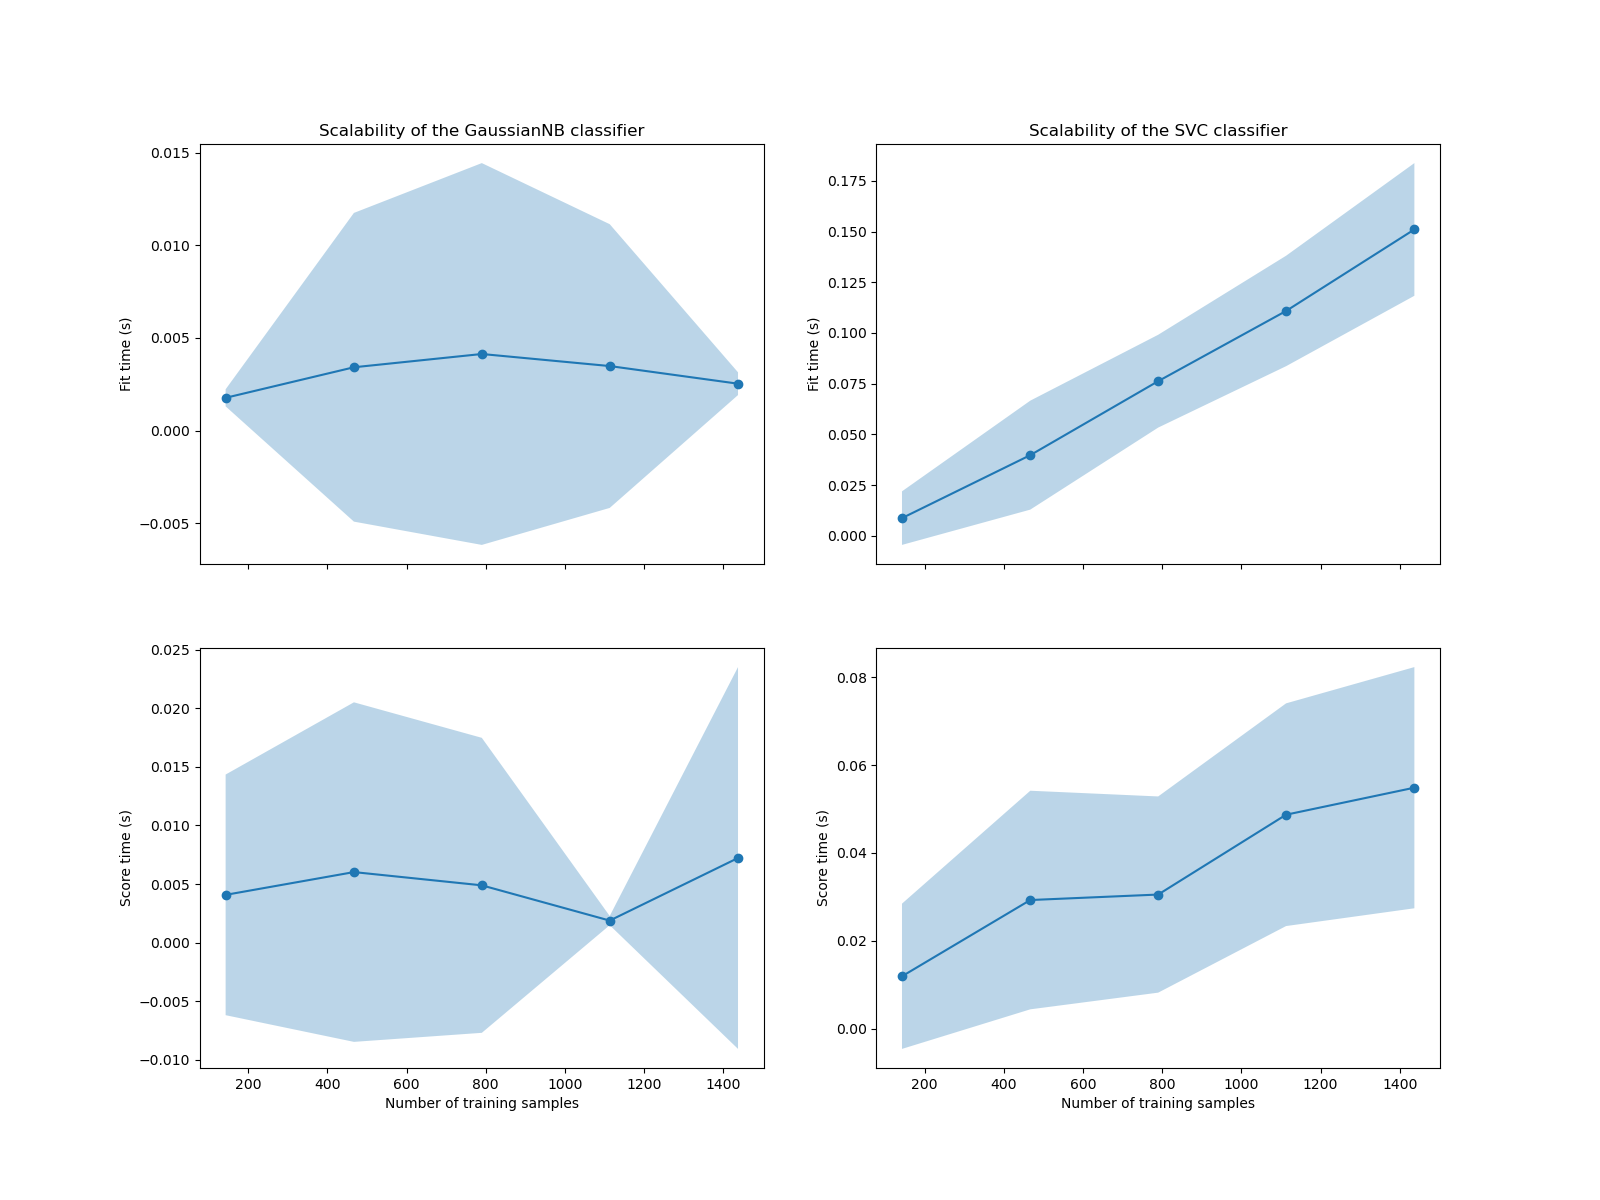 Scalability of the GaussianNB classifier
Scalability of the SVC classifier
0.015
0.010
0.005
0.000
−0.005
Fit time (s)
0.175
0.150
0.125
0.100
0.075
0.050
0.025
0.000
Fit time (s)
0.025
0.020
0.015
0.010
0.005
0.000
−0.005
−0.010
Score time (s)
200 400 600 800 1000 1200 1400
Number of training samples
0.08
0.06
0.04
0.02
0.00
Score time (s)
200 400 600 800 1000 1200 1400
Number of training samples